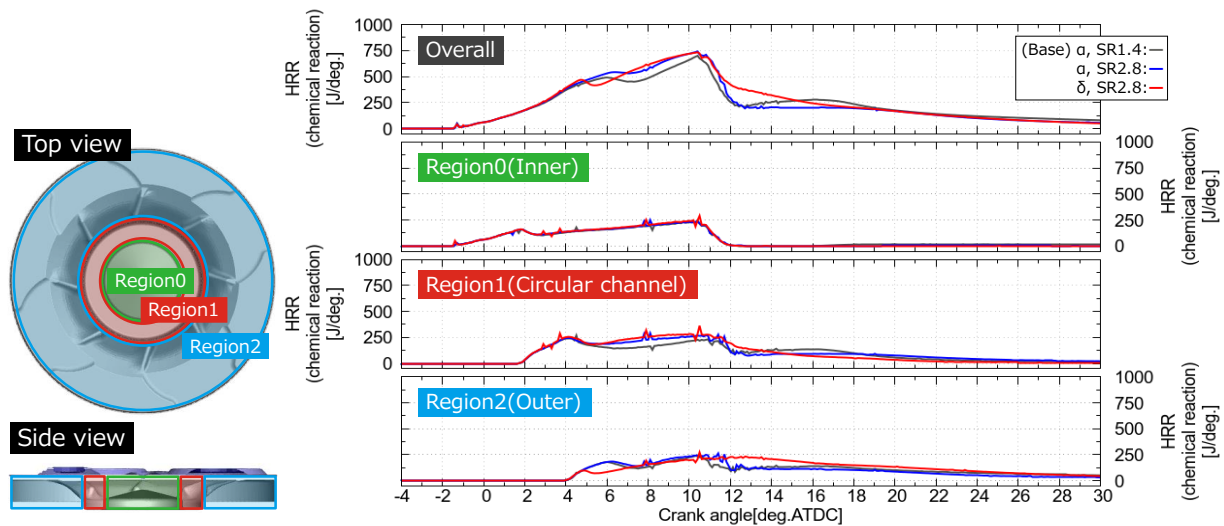 Top view
Region0
Region1
Region2
Side view
HRR
(chemical reaction)
[J/deg.]
1000
750
500
250
0
Overall
(Base) α, SR1.4:
α, SR2.8:
δ, SR2.8:
Region0(Inner)
1000
750
500
250
0
HRR
(chemical reaction)
[J/deg.]
HRR
(chemical reaction)
[J/deg.]
1000
750
500
250
0
Region1(Circular channel)
Region2(Outer)
1000
750
500
250
0
HRR
(chemical reaction)
[J/deg.]
-4 -2 0 2 4 6 8 10 12 14 16 18 20 22 24 26 28 30
Crank angle[deg.ATDC]